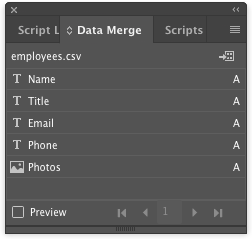 Script L Data Merge Scripts
employees.csv
T Name A
T Title A
T Email A
T Phone A
Photos A
Preview 1